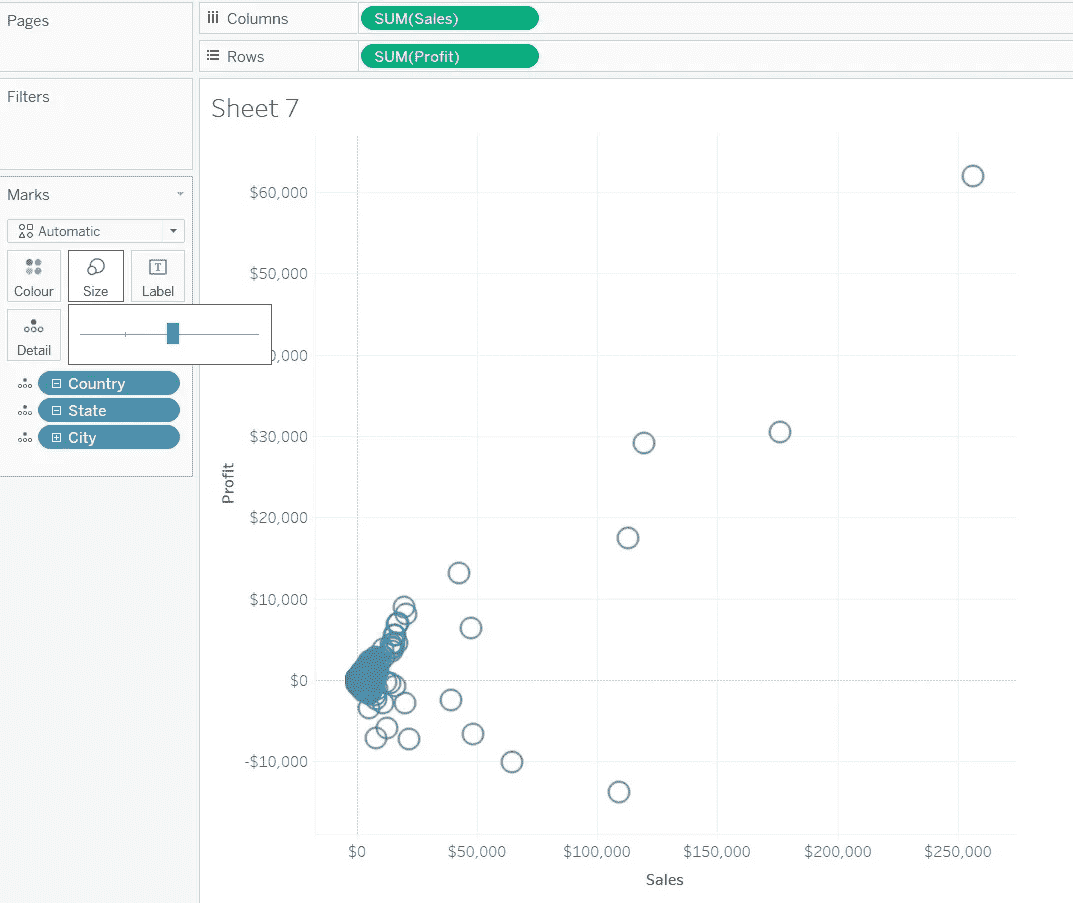 Pages
Columns
SUM(Sales)
Rows
SUM(Profit)
Filters
Sheet 7
Marks
Automatic
Colour
Size
T
Label
Detail
Country
State
City
$60,000
$50,000
0,000
$30,000
$20,000
$10,000
$0
-$10,000
Profit
$0
$50,000
$100,000
$150,000
$200,000
$250,000
Sales